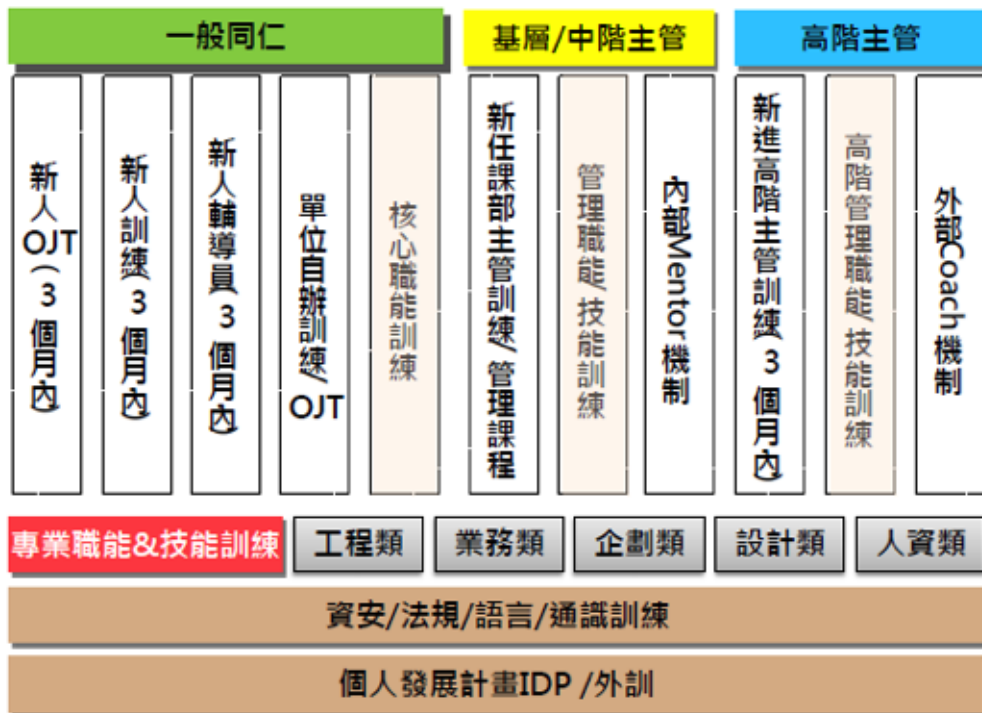 一般同仁
基層/中階主管
高階主管
新人OJT(3個月內)
新人訓練(3個月內)
新人輔導員(3個月內)
單位自辦訓練/OJT
核心職能訓練
新任課部主管訓練/管理課程
管理職能/技能訓練
內部Mentor機制
新進高階主管訓練(3個月內)
高階管理職能/技能訓練
外部Coach機制
專業職能&技能訓練
工程類
業務類
企劃類
設計類
人資類
資安/法規/語言/通識訓練
個人發展計畫IDP /外訓